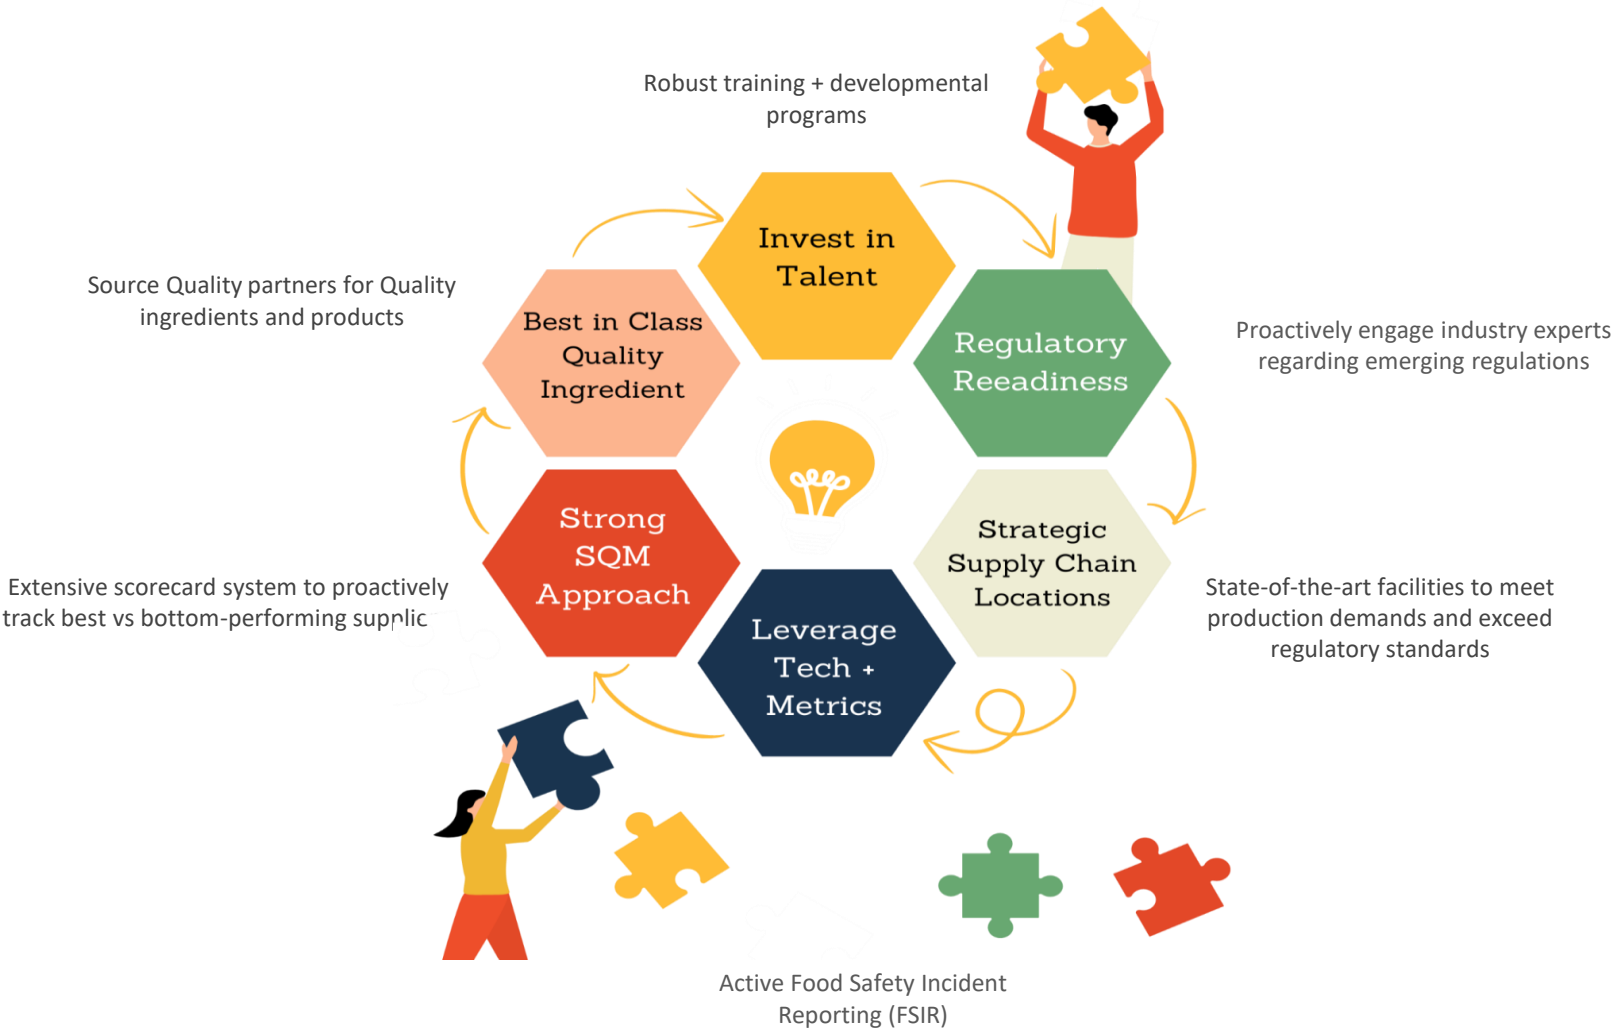 Robust training + developmental
programs
Invest in
Talent
Source Quality partners for Quality
ingredients and products
Best in Class
Quality
Ingredient
Regulatory
Reeadiness
Proactively engage industry experts
regarding emerging regulations
Strong
SQM
Approach
Extensive scorecard system to proactively
track best vs bottom-performing
Strategic
Supply Chain
Locations
State-of-the-art facilities to meet
production demands and exceed
regulatory standards
Leverage
Tech +
Metrics
Active Food Safety Incident
Reporting (FSIR)